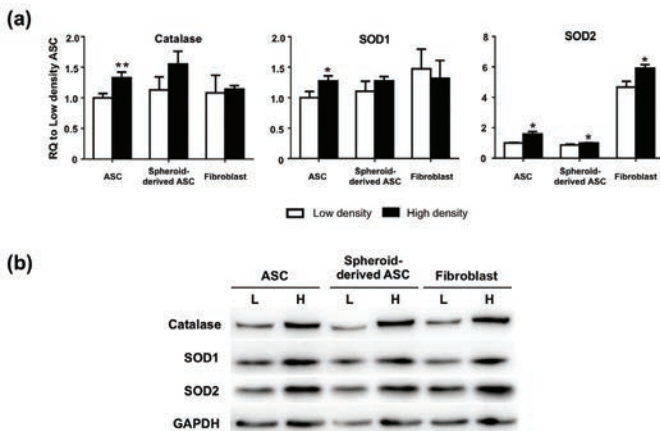 (a)
Catalase
SOD1
SOD2
RQ to Low density ASC
2.0
1.5
1.0
0.5
0.0
** 
ASC
Spheroid-
derived ASC
Fibroblast
2.0
1.5
1.0
0.5
0.0
*
ASC
Spheroid-
derived ASC
Fibroblast
8
6
4
2
0
*
*
*
ASC
Spheroid-
derived ASC
Fibroblast
Low density
High density
(b)
ASC
Spheroid-
derived ASC
Fibroblast
L H L H L H
Catalase
SOD1
SOD2
GAPDH